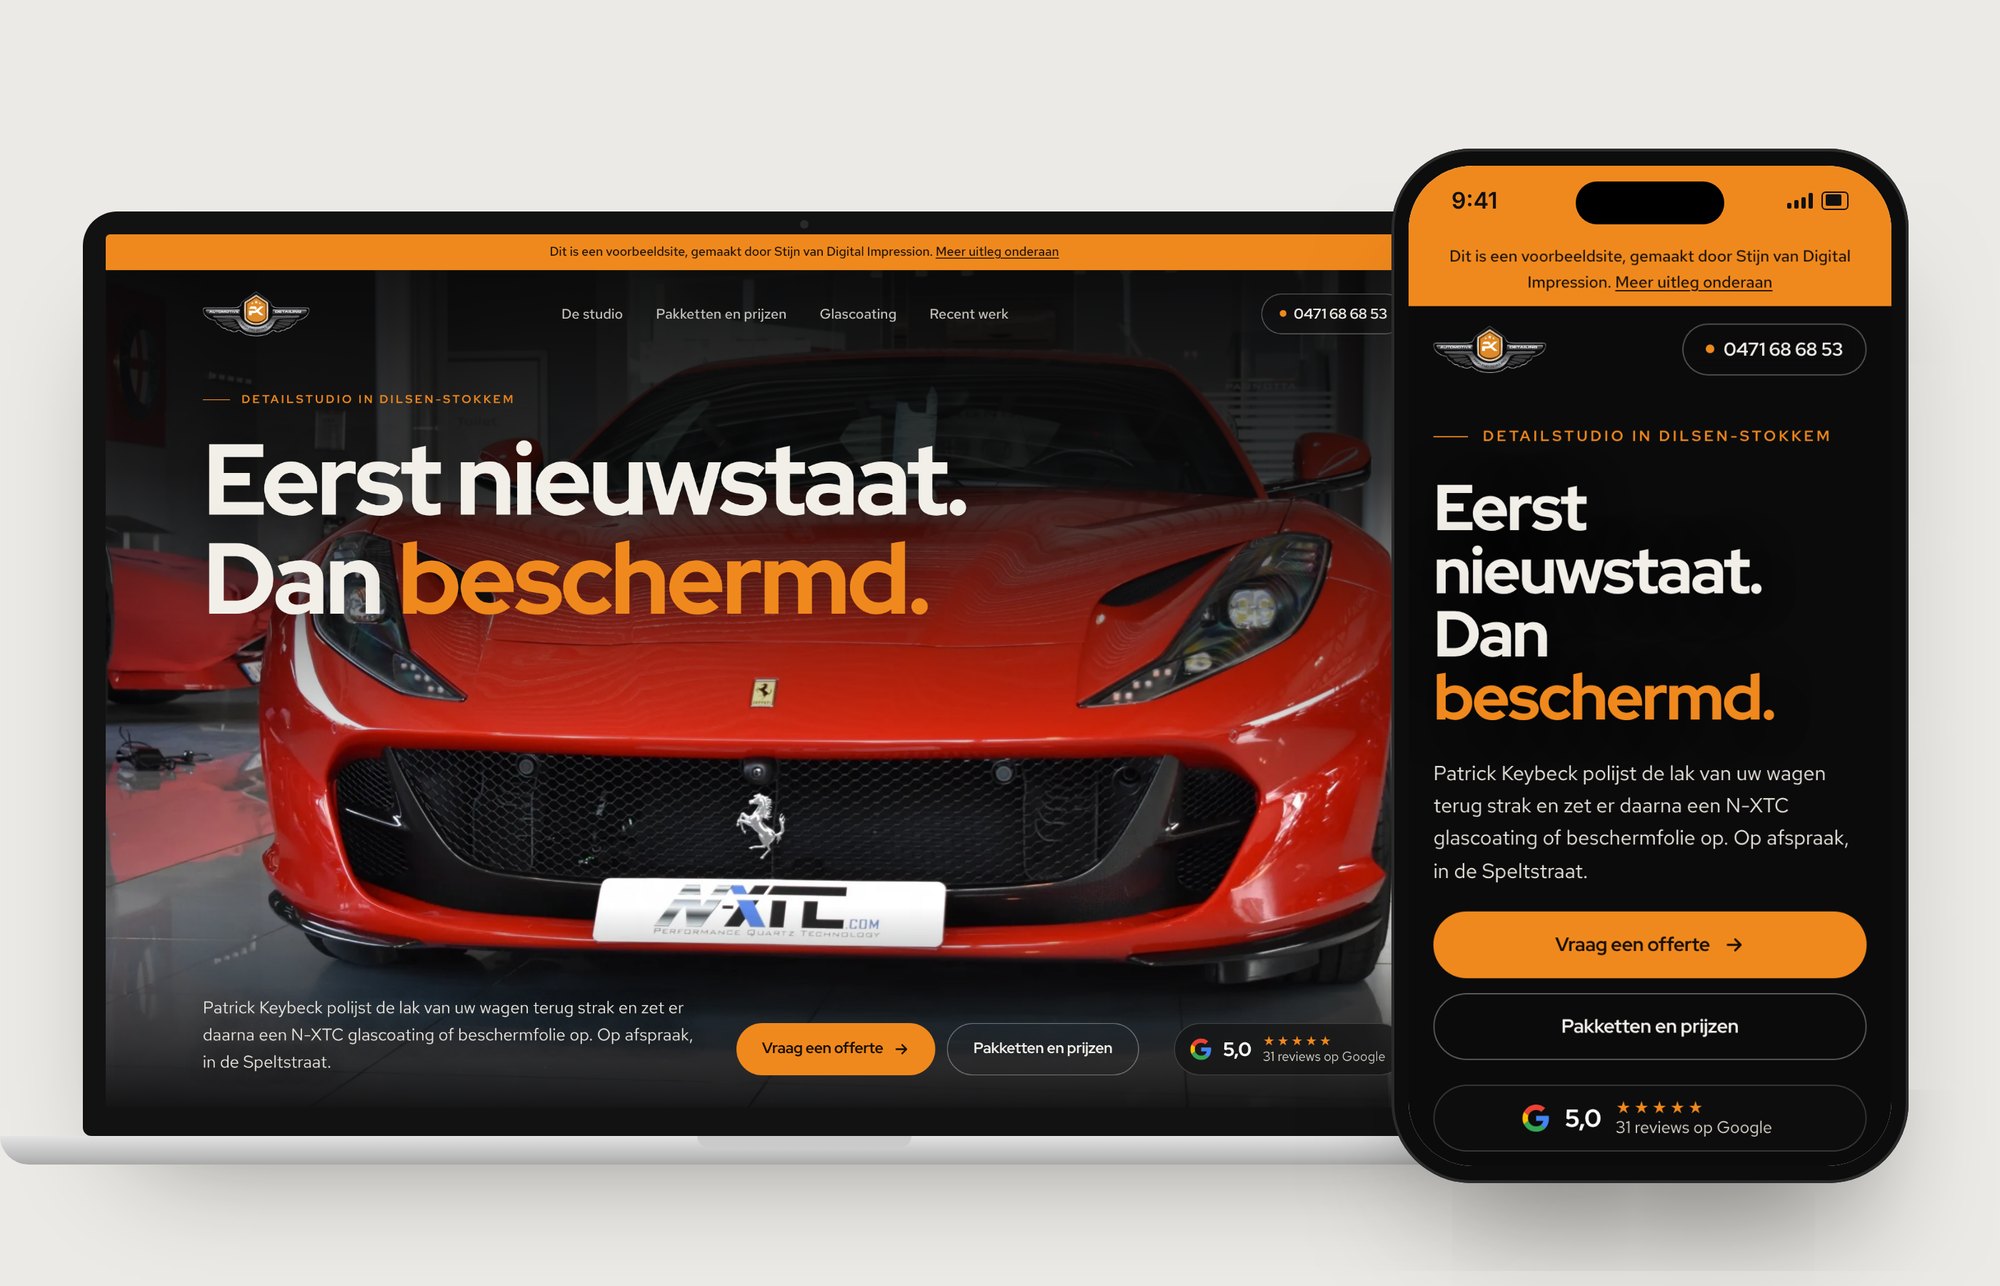 Dit is een voorbeeldsite, gemaakt door Stijn van Digital Impression. Meer uitleg onderaan
AUTOMOTIVE PK DETAILING
De studio
Pakketten en prijzen
Glascoating
Recent werk
0471 68 68 53
DETAILSTUDIO IN DILSEN-STOKKEM
Eerst nieuwstaat.
Dan beschermd.
N-XTC.COM
PERFORMANCE QUARTZ TECHNOLOGY
Patrick Keybeck polijst de lak van uw wagen terug strak en zet er
daarna een N-XTC glascoating of beschermfolie op. Op afspraak,
in de Speltstraat.
Vraag een offerte →
Pakketten en prijzen
G 5,0 ★★★★★
31 reviews op Google
9:41
Dit is een voorbeeldsite, gemaakt door Stijn van Digital
Impression. Meer uitleg onderaan
AUTOMOTIVE PK DETAILING
0471 68 68 53
DETAILSTUDIO IN DILSEN-STOKKEM
Eerst
nieuwstaat.
Dan
beschermd.
Patrick Keybeck polijst de lak van uw wagen
terug strak en zet er daarna een N-XTC
glascoating of beschermfolie op. Op afspraak,
in de Speltstraat.
Vraag een offerte →
Pakketten en prijzen
G 5,0 ★★★★★
31 reviews op Google